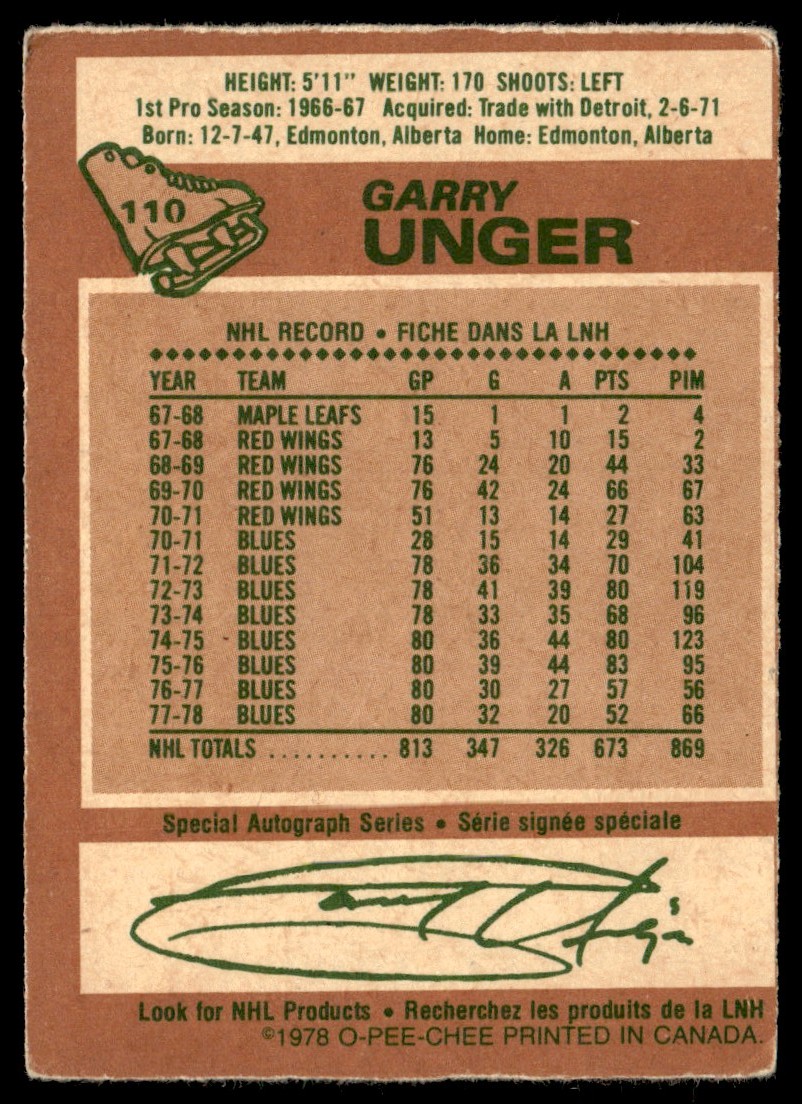 HEIGHT: 5'11" WEIGHT: 170 SHOOTS: LEFT
1st Pro Season: 1966-67 Acquired: Trade with Detroit, 2-6-71
Born: 12-7-47, Edmonton, Alberta Home: Edmonton, Alberta
110
GARRY
UNGER
NHL RECORD • FICHE DANS LA LNH
YEAR TEAM GP G A PTS PIM
67-68 MAPLE LEAFS 15 1 1 2 4
67-68 RED WINGS 13 5 10 15 2
68-69 RED WINGS 76 24 20 44 33
69-70 RED WINGS 76 42 24 66 67
70-71 RED WINGS 51 13 14 27 63
70-71 BLUES 28 15 14 29 41
71-72 BLUES 78 36 34 70 104
72-73 BLUES 78 41 39 80 119
73-74 BLUES 78 33 35 68 96
74-75 BLUES 80 36 44 80 123
75-76 BLUES 80 39 44 83 95
76-77 BLUES 80 30 27 57 56
77-78 BLUES 80 32 20 52 66
NHL TOTALS .......... 813 347 326 673 869
Special Autograph Series • Série signée spéciale
Garry Unger
Look for NHL Products • Recherchez les produits de la LNH
©1978 O-PEE-CHEE PRINTED IN CANADA.